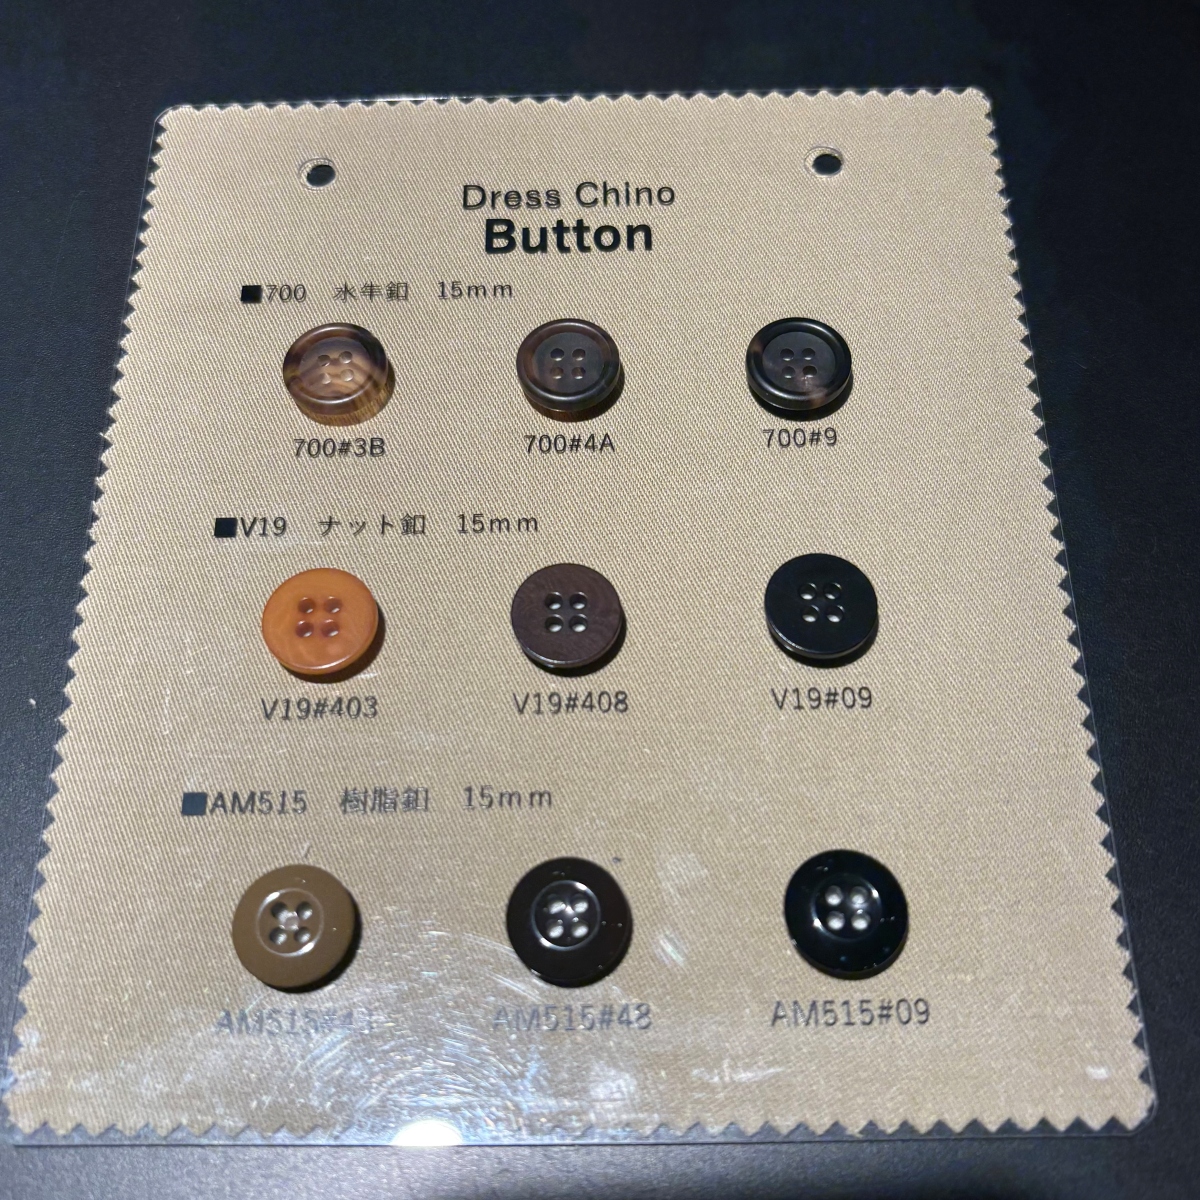 Dress Chino
Button
■700 水牛釦 15mm
700#3B 700#4A 700#9
■V19 ナット釦 15mm
V19#403 V19#408 V19#09
■AM515 樹脂釦 15mm
AM515#48 AM515#09